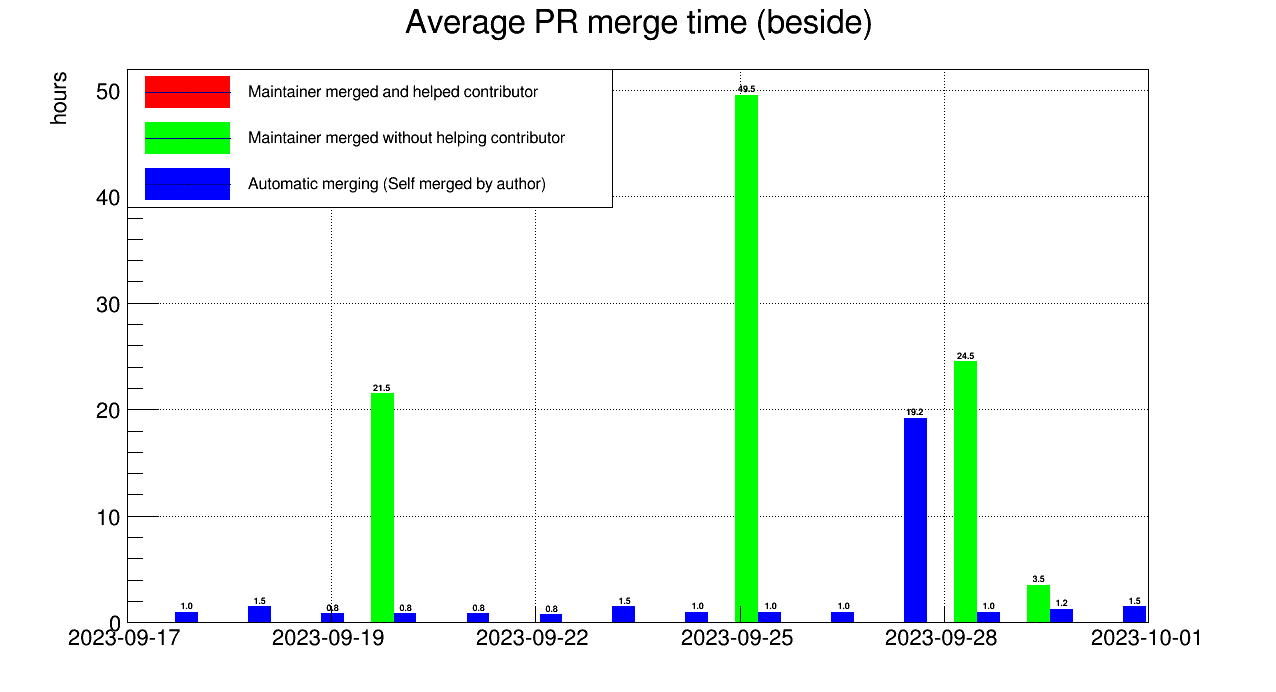 Average PR merge time (beside)
hours
Maintainer merged and helped contributor
Maintainer merged without helping contributor
Automatic merging (Self merged by author)
50
40
30
20
10
0
49.5
24.5
21.5
19.2
3.5
1.0 1.5 0.8 0.8 0.8 0.8 1.5 1.0 1.0 1.0 1.0 1.2 1.5
2023-09-17 2023-09-19 2023-09-22 2023-09-25 2023-09-28 2023-10-01